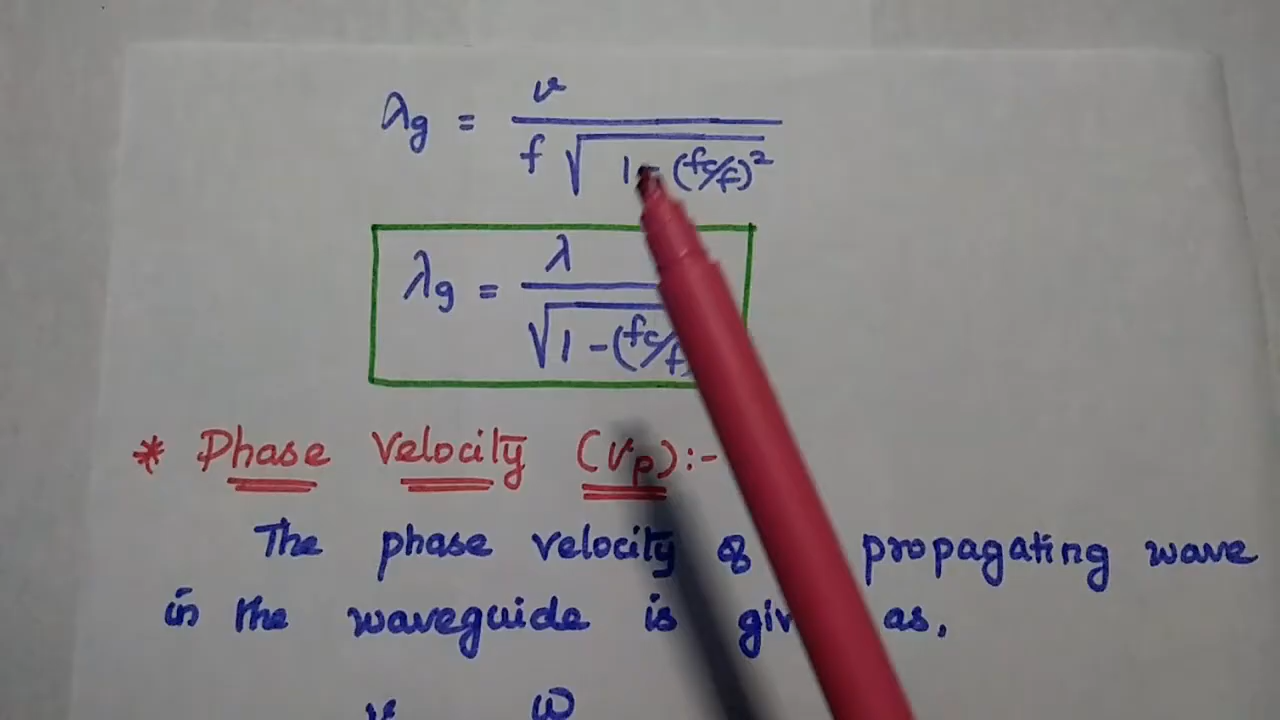 λg = v / f √1 - (fc/f)²
λg = λ / √1 - (fc/f
* Phase Velocity (Vp):-
The phase velocity of propagating wave
in the waveguide is as,
v ω